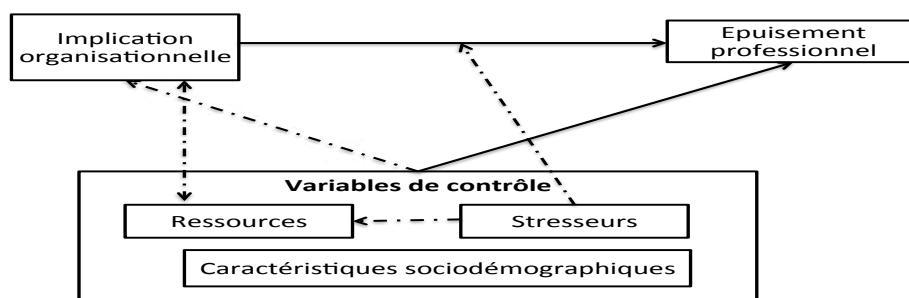 Implication
organisationnelle
Epuisement
professionnel
Variables de contrôle
Ressources
Stresseurs
Caractéristiques sociodémographiques